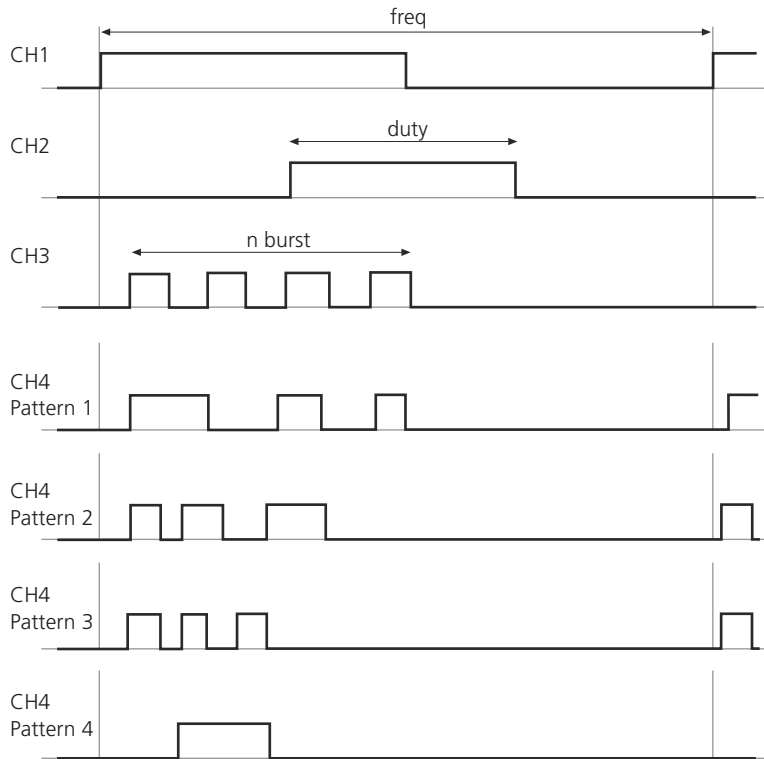 freq
CH1
duty
CH2
n burst
CH3
CH4
Pattern 1
CH4
Pattern 2
CH4
Pattern 3
CH4
Pattern 4